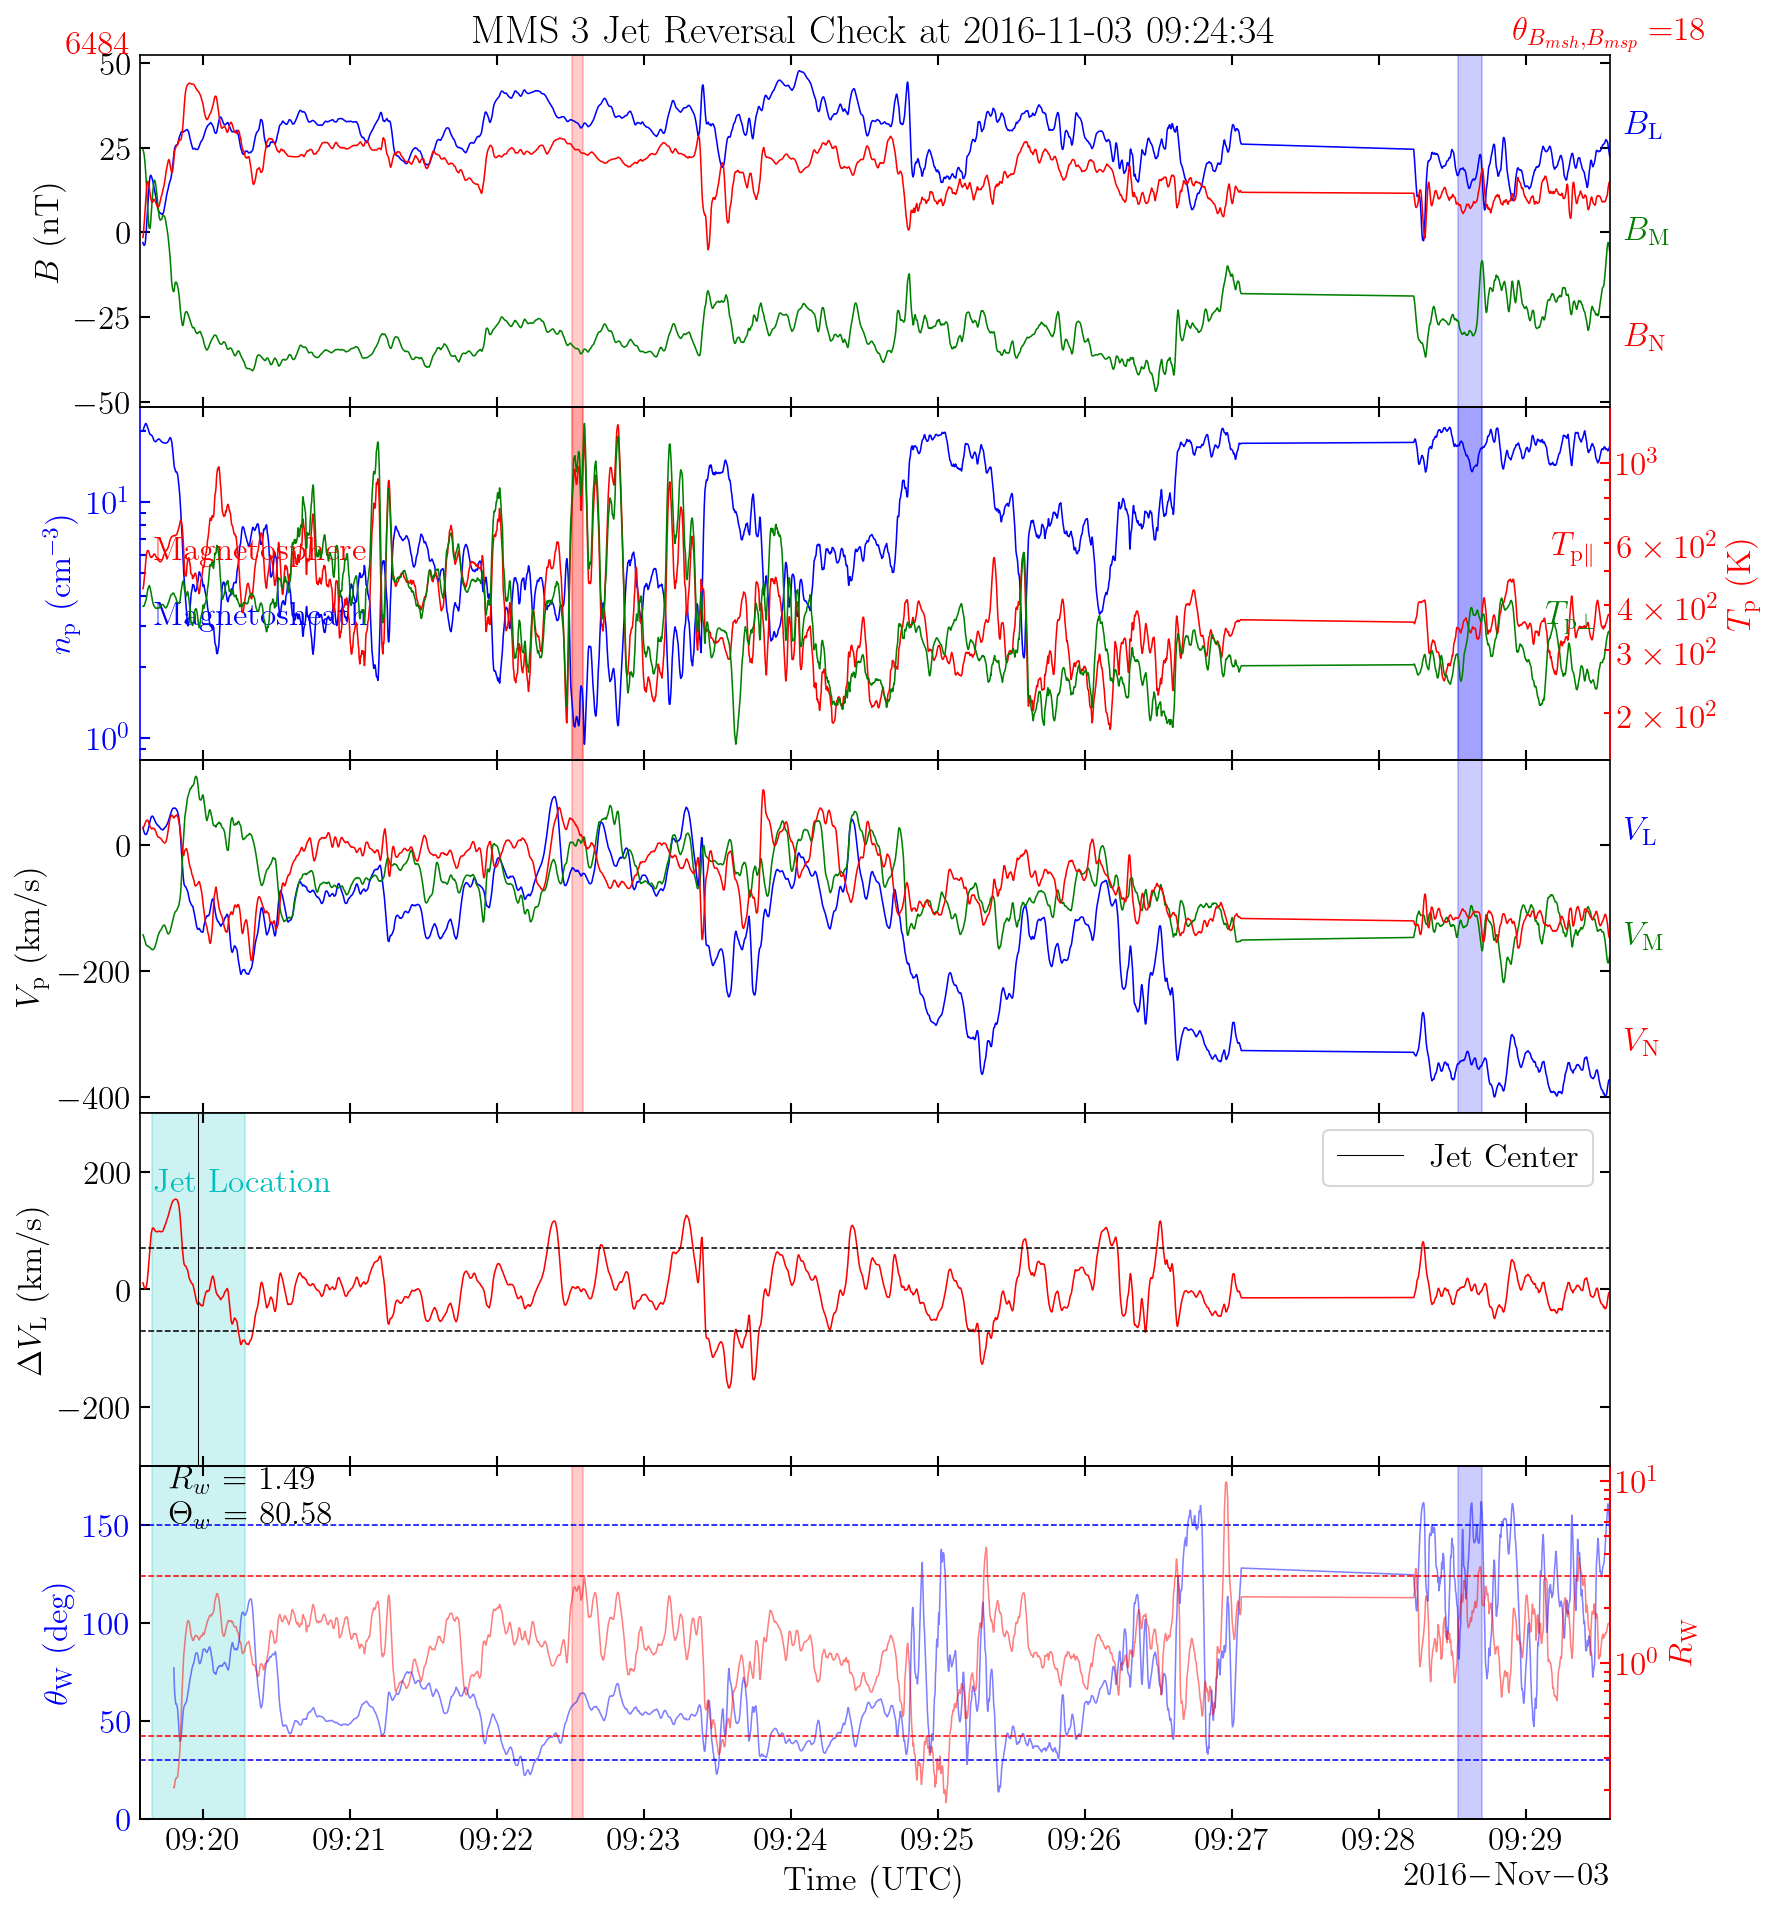 MMS 3 Jet Reversal Check at 2016-11-03 09:24:34
6484
θ_{B_{msh},B_{msp}} =18
50
25
0
−25
−50
B (nT)
B_L
B_M
B_N
10^1
10^0
n_p (cm^{−3})
Magnetosphere
Magnetosheath
10^3
6 × 10^2
4 × 10^2
3 × 10^2
2 × 10^2
T_{p∥}
T_{p⊥}
T_p (K)
0
−200
−400
V_p (km/s)
V_L
V_M
V_N
200
0
−200
ΔV_L (km/s)
Jet Location
Jet Center
R_w = 1.49
Θ_w = 80.58
150
100
50
0
θ_W (deg)
10^1
10^0
R_W
09:20 09:21 09:22 09:23 09:24 09:25 09:26 09:27 09:28 09:29
Time (UTC)
2016−Nov−03